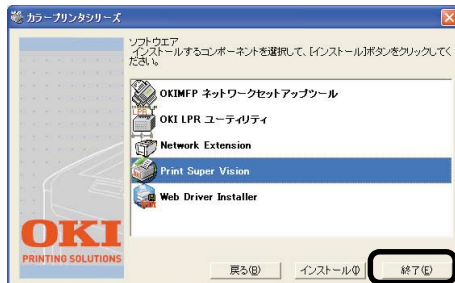 カラープリンタシリーズ
ソフトウエア
インストールするコンポーネントを選択して、[インストール]ボタンをクリックしてく
ださい。
OKIMFP ネットワークセットアップツール
OKI LPR ユーティリティ
Network Extension
Print Super Vision
Web Driver Installer
OKI
PRINTING SOLUTIONS
戻る(B)
インストール(I)
終了(E)